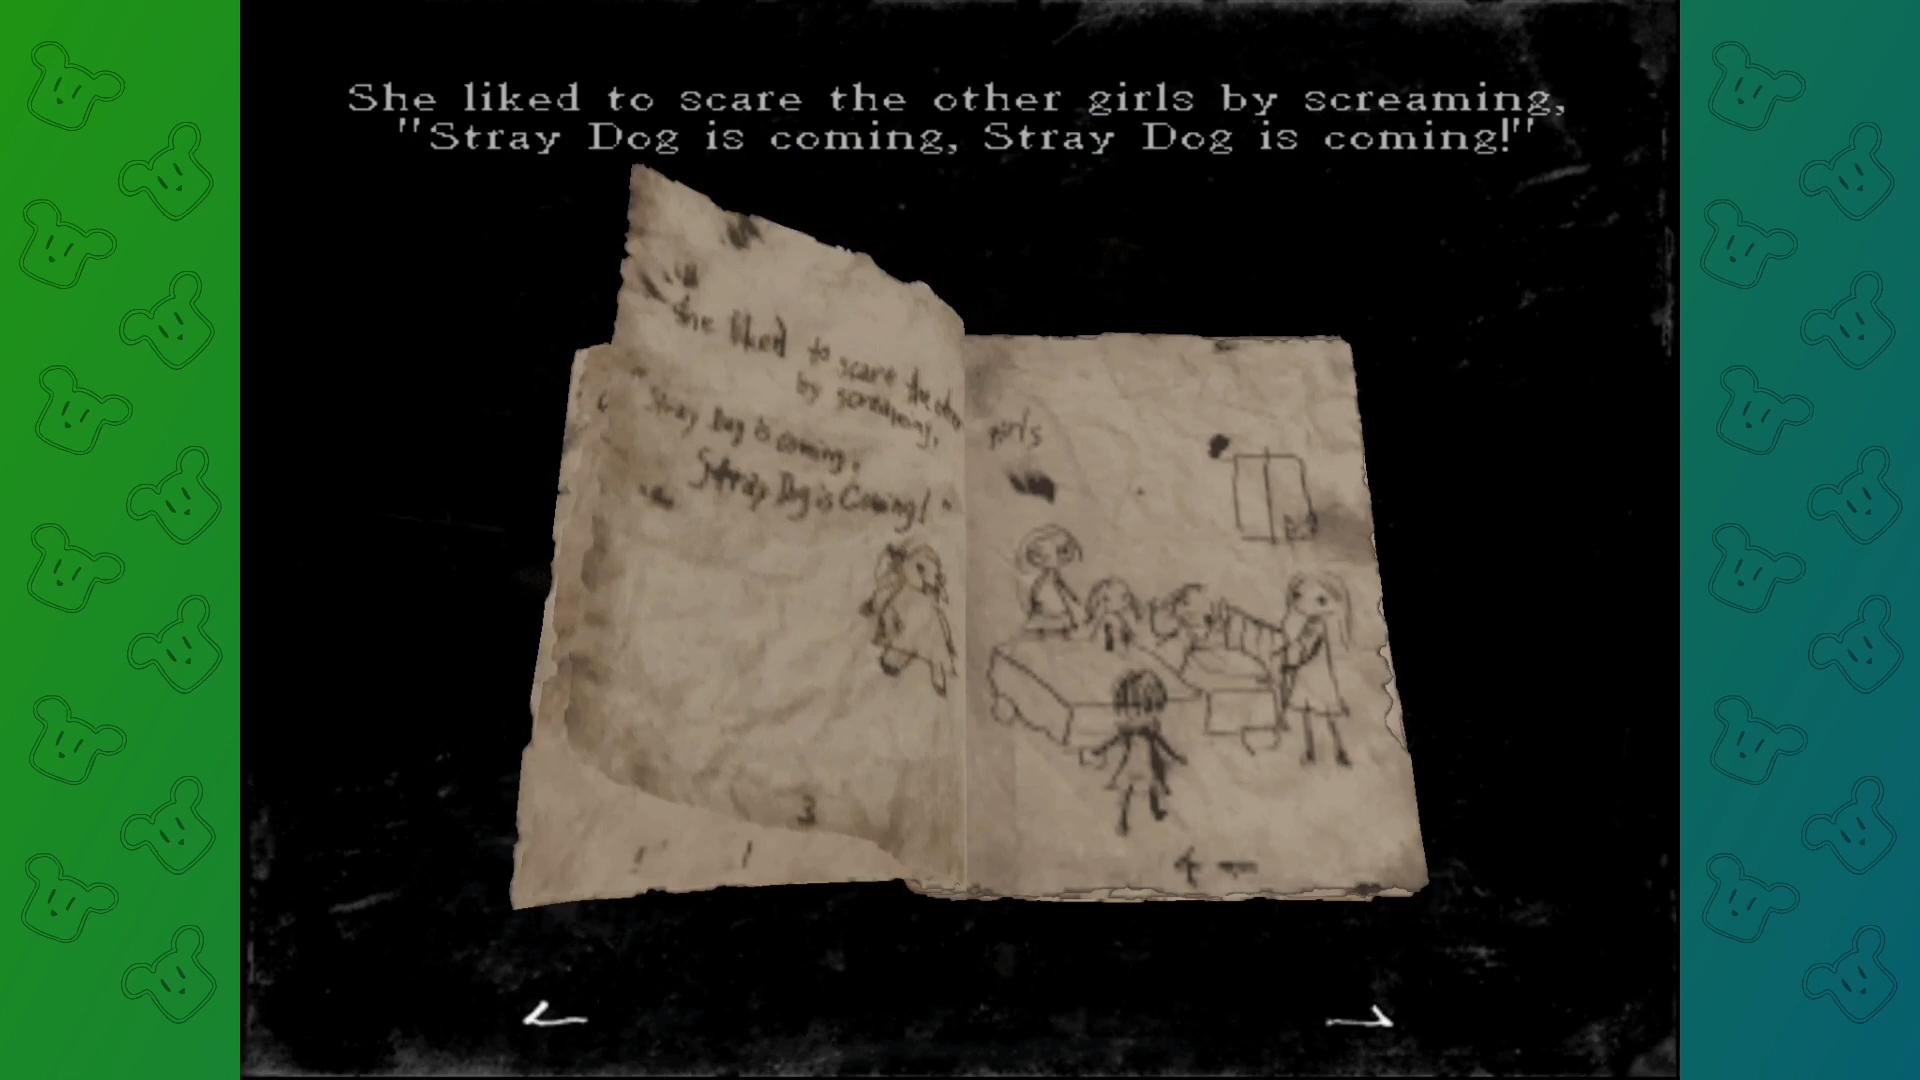 She liked to scare the other girls by screaming,
"Stray Dog is coming, Stray Dog is coming!"
She liked to scare the other girls
by screaming,
"Stray Dog is coming,
Stray Dog is Coming!"
3
1
4